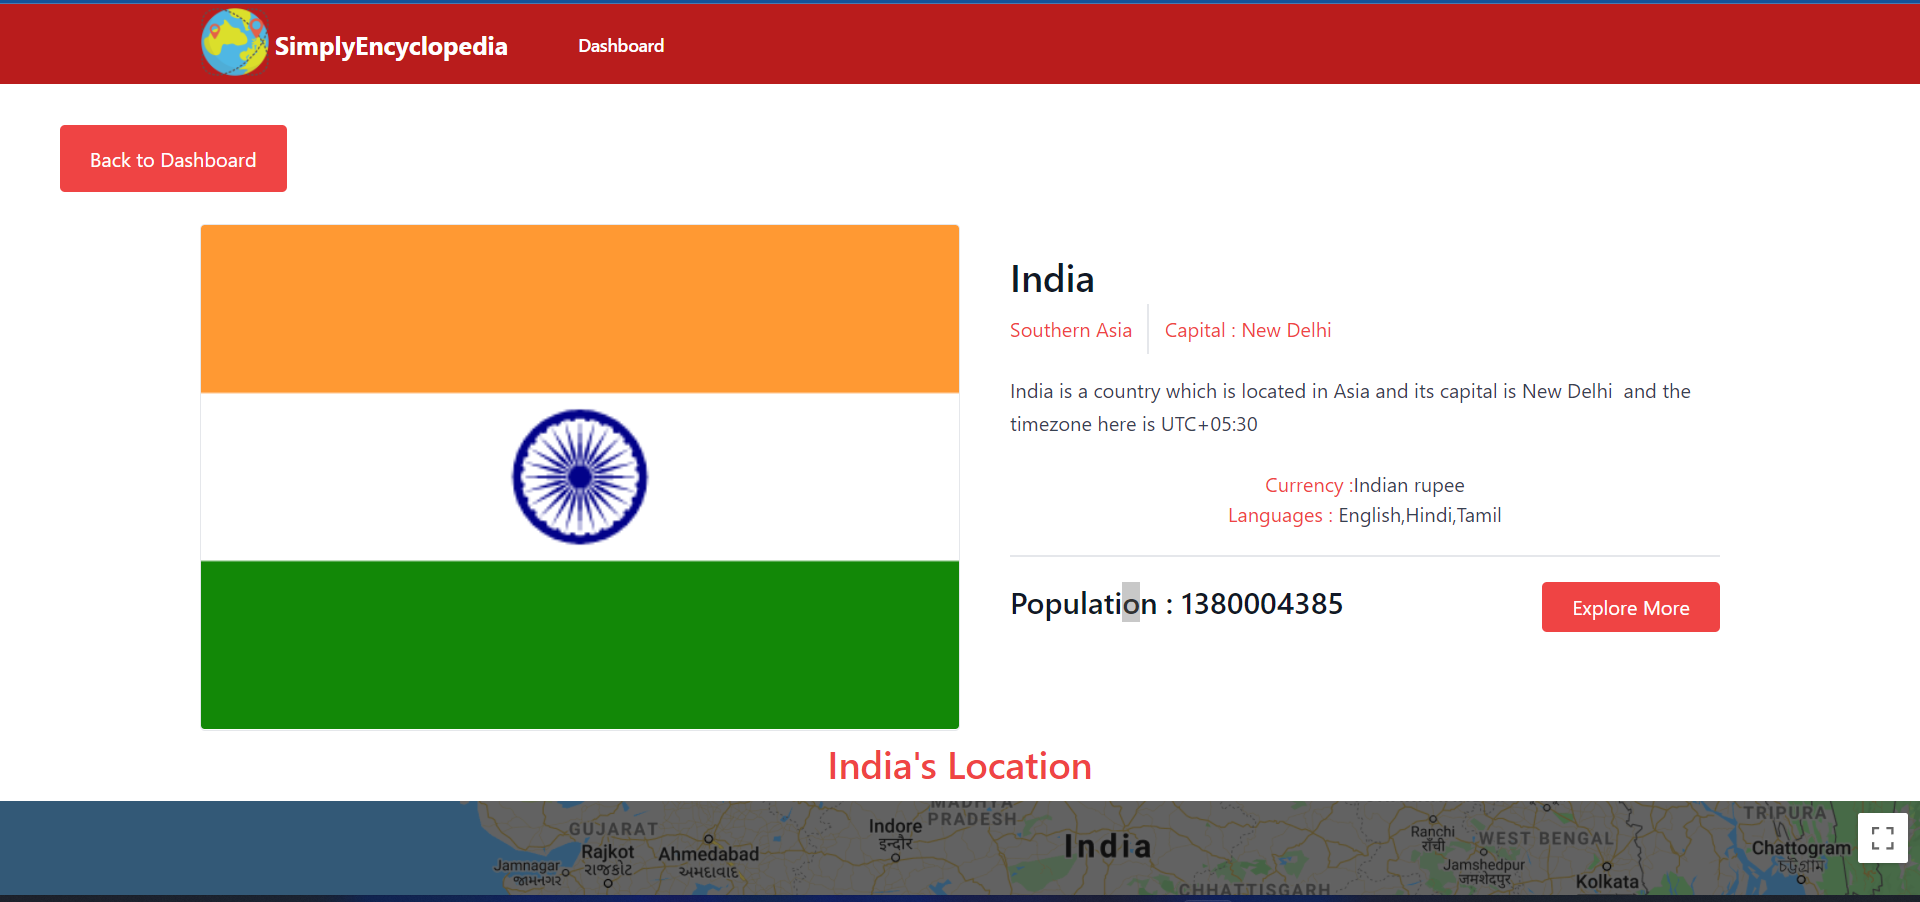 SimplyEncyclopedia
Dashboard
Back to Dashboard
India
Southern Asia
Capital : New Delhi
India is a country which is located in Asia and its capital is New Delhi  and the
timezone here is UTC+05:30
Currency :Indian rupee
Languages : English,Hindi,Tamil
Population : 1380004385
Explore More
India's Location
MADHYA
PRADESH
TRIPURA
GUJARAT
Indore
इन्दौर
India
Ranchi
राँची
WEST BENGAL
Chattogram
চট্টগ্রাম
Jamnagar
જામનગર
Rajkot
રાજકોટ
Ahmedabad
અમદાવાદ
Jamshedpur
जमशेदपुर
Kolkata
CHHATTISGARH